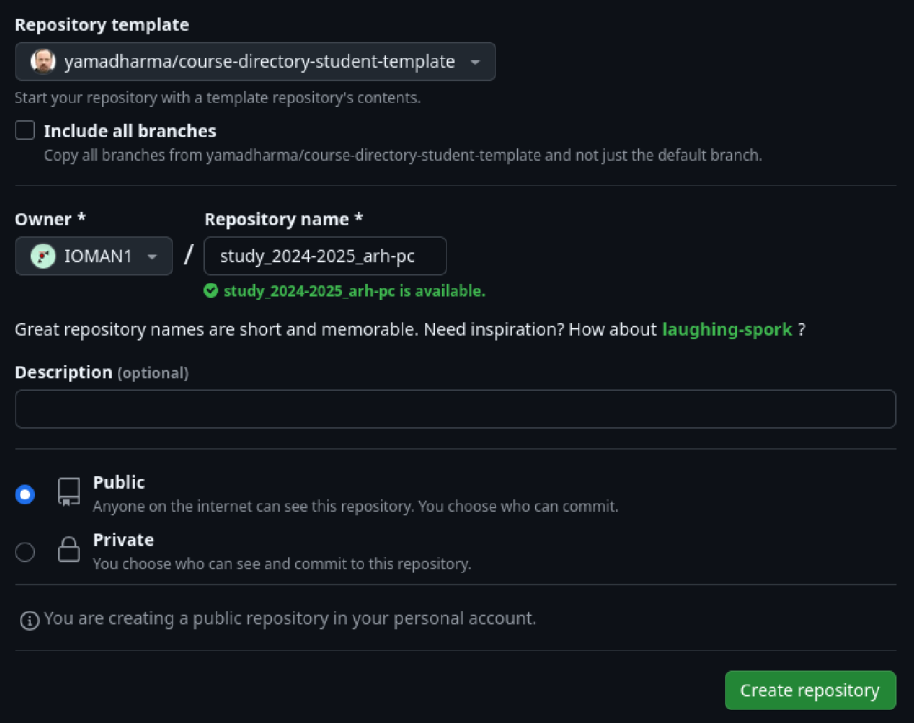 Repository template
yamadharma/course-directory-student-template
Start your repository with a template repository's contents.
Include all branches
Copy all branches from yamadharma/course-directory-student-template and not just the default branch.
Owner * Repository name *
IOMAN1 / study_2024-2025_arh-pc
study_2024-2025_arh-pc is available.
Great repository names are short and memorable. Need inspiration? How about laughing-spork ?
Description (optional)
Public
Anyone on the internet can see this repository. You choose who can commit.
Private
You choose who can see and commit to this repository.
You are creating a public repository in your personal account.
Create repository